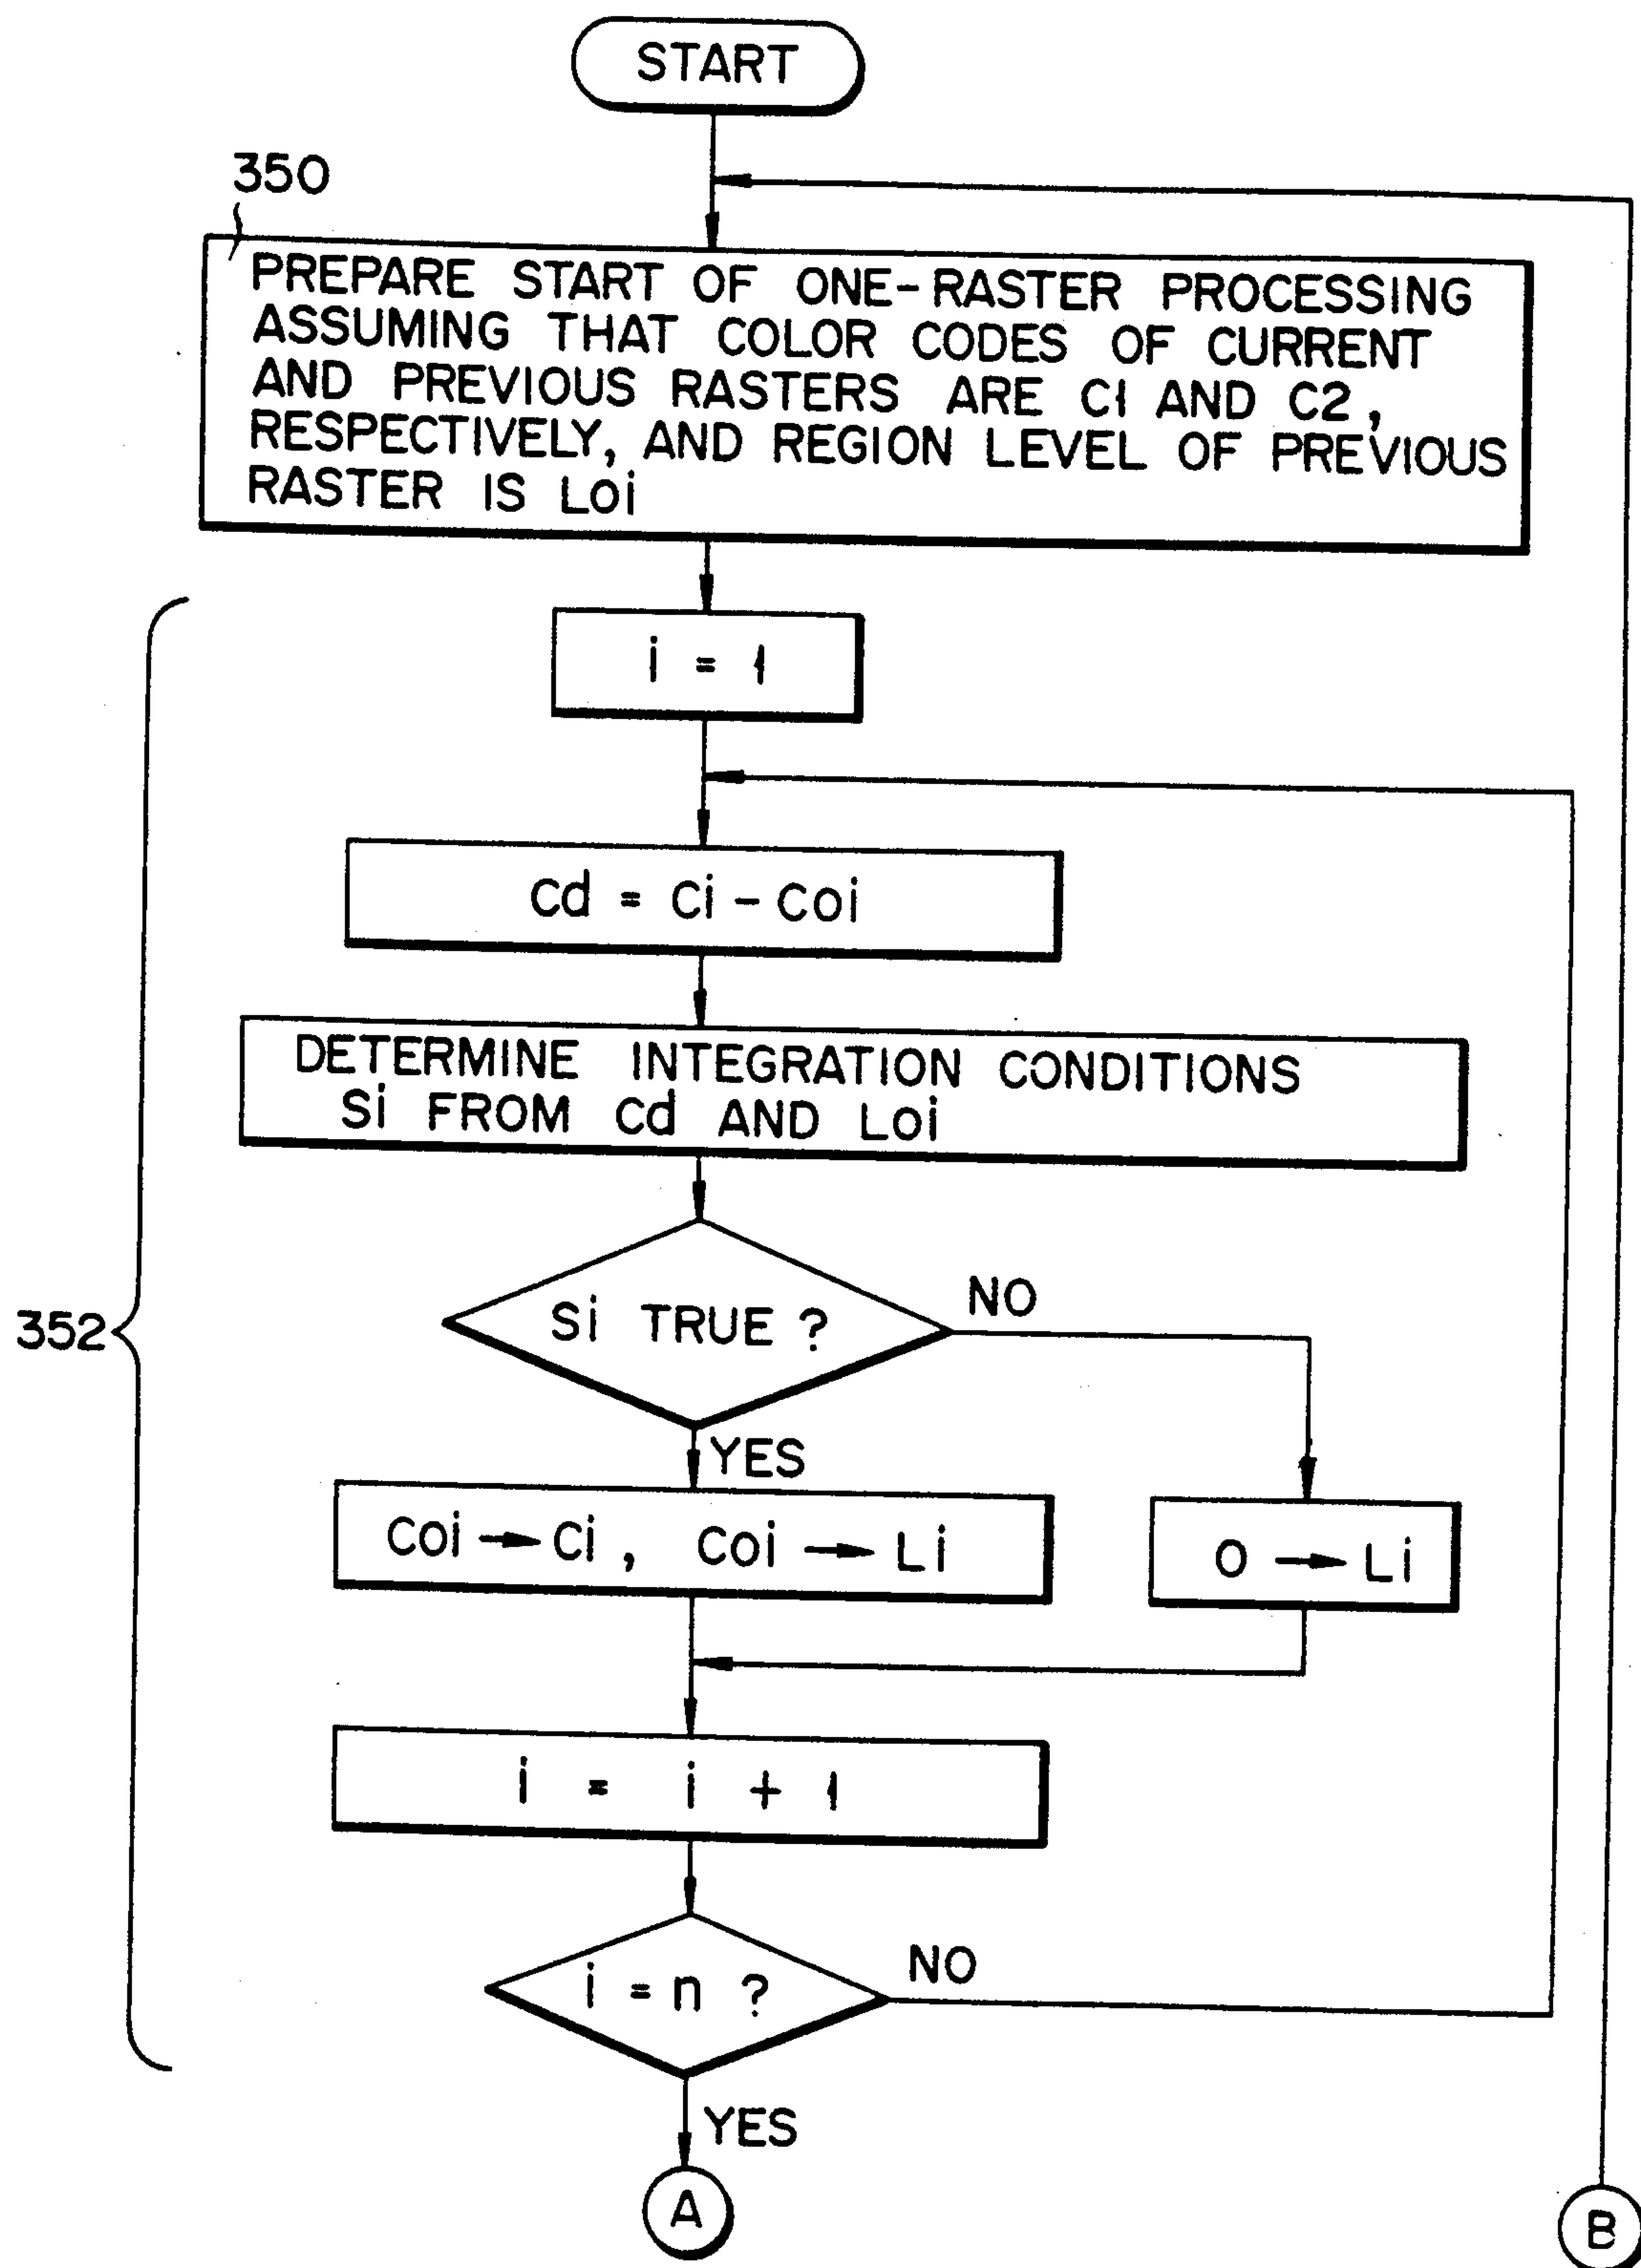 START
350
PREPARE START OF ONE-RASTER PROCESSING
ASSUMING THAT COLOR CODES OF CURRENT
AND PREVIOUS RASTERS ARE C1 AND C2,
RESPECTIVELY, AND REGION LEVEL OF PREVIOUS
RASTER IS Loi
i = 1
Cd = Ci - Coi
DETERMINE INTEGRATION CONDITIONS
Si FROM Cd AND Loi
352
Si TRUE ?
NO
YES
Coi → Ci, Coi → Li
O → Li
i = i + 1
i = n ?
NO
YES
A
B